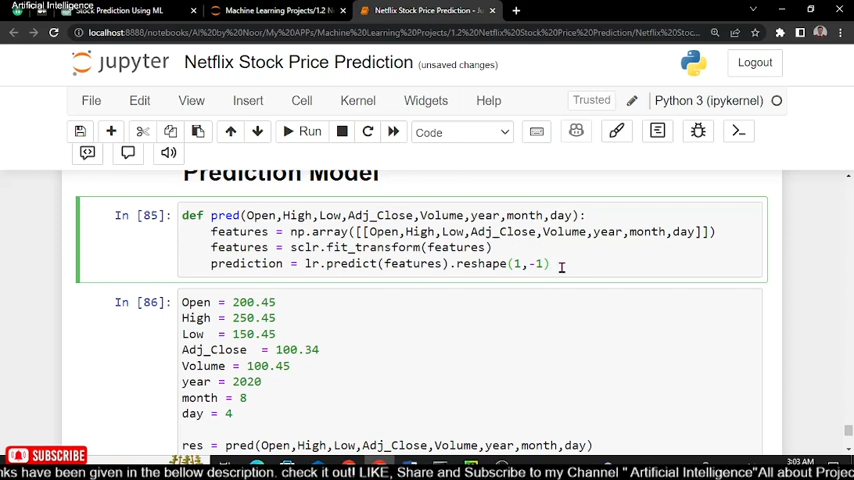 Artificial Intelligence
Stock Prediction Using ML
Machine Learning Projects/1.2 N
Netflix Stock Price Prediction - Ju
localhost:8888/notebooks/AI%20by%20Noor/My%20APPs/Machine%20Learning%20Projects/1.2%20Netflix%20Stock%20Price%20Prediction/Netflix%20Stoc...
jupyter Netflix Stock Price Prediction (unsaved changes)
Logout
File Edit View Insert Cell Kernel Widgets Help
Trusted
Python 3 (ipykernel)
Run
Code
Prediction Model
In [85]: def pred(Open,High,Low,Adj_Close,Volume,year,month,day):
features = np.array([[Open,High,Low,Adj_Close,Volume,year,month,day]])
features = sclr.fit_transform(features)
prediction = lr.predict(features).reshape(1,-1)
In [86]: Open = 200.45
High = 250.45
Low = 150.45
Adj_Close = 100.34
Volume = 100.45
year = 2020
month = 8
day = 4
res = pred(Open,High,Low,Adj_Close,Volume,year,month,day)
SUBSCRIBE
3:03 AM
nks have been given in the bellow description. check it out! LIKE, Share and Subscribe to my Channel " Artificial Intelligence"All about Projec